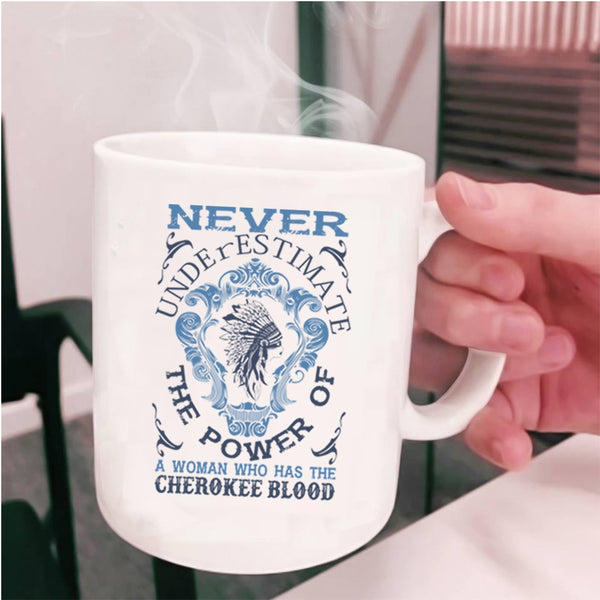 NEVER
UNDErESTIMATE
THE POWER OF
A WOMAN WHO HAS THE
CHEROKEE BLOOD